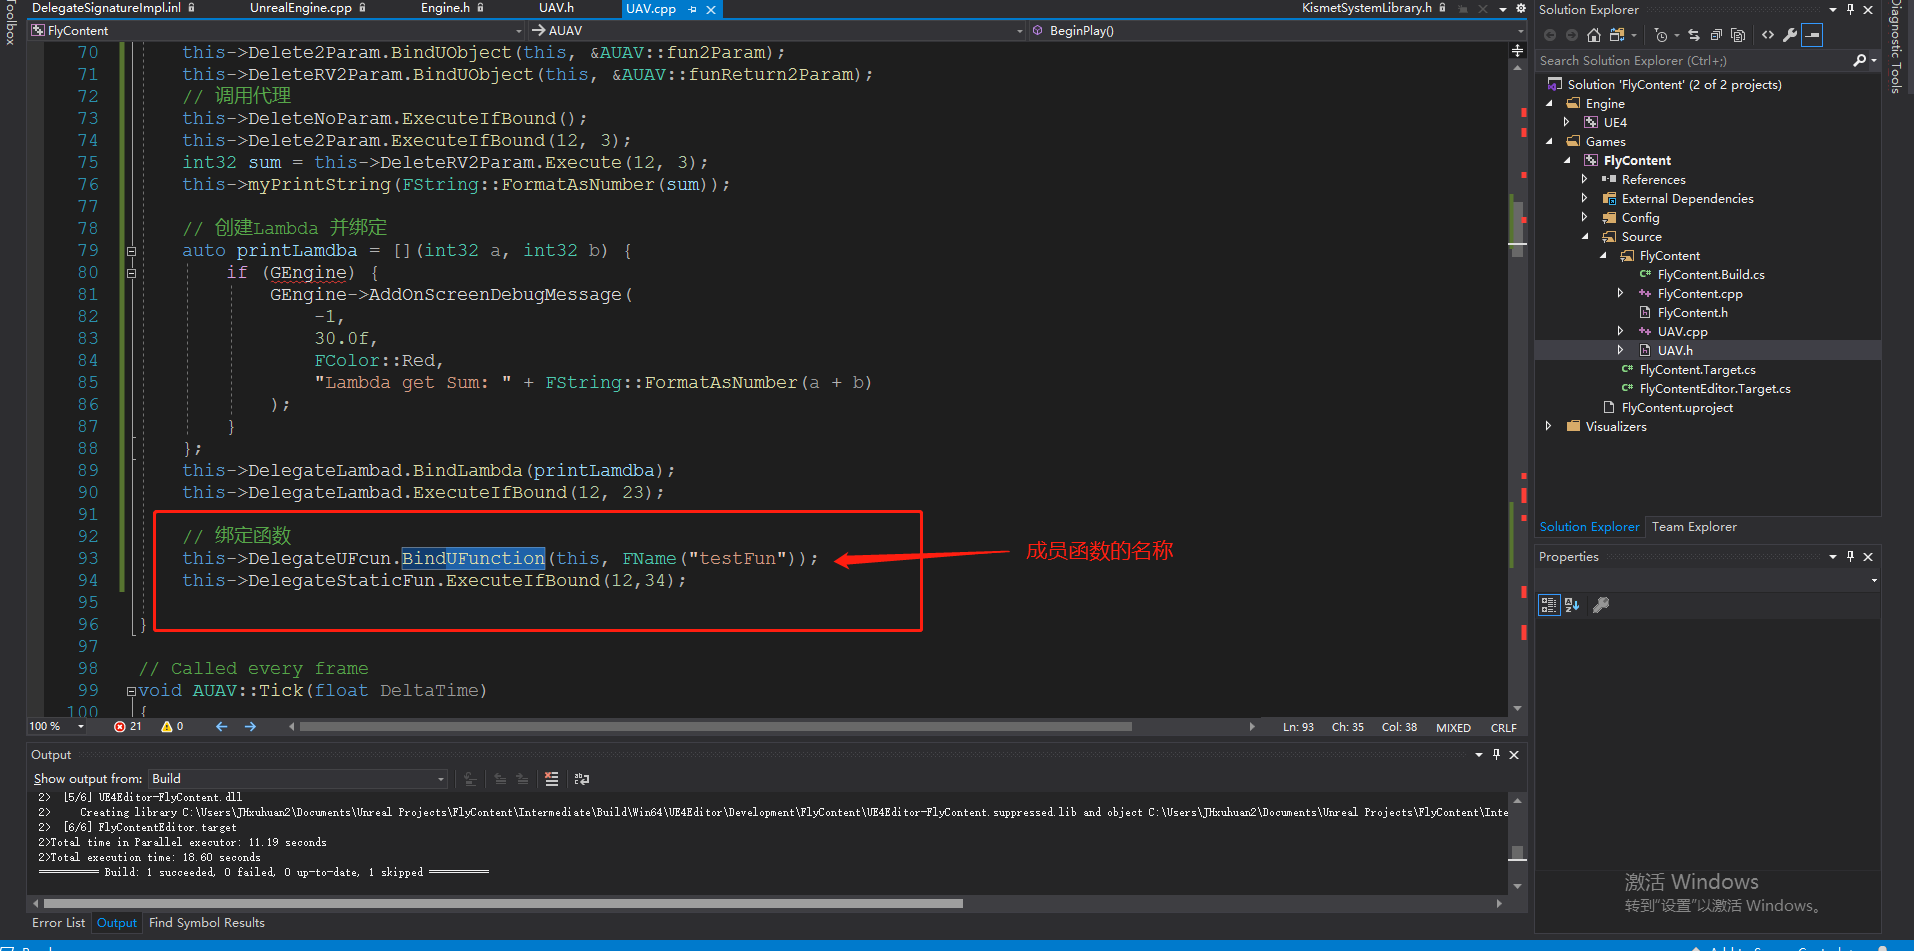 DelegateSignatureImpl.inl UnrealEngine.cpp Engine.h UAV.h UAV.cpp KismetSystemLibrary.h
FlyContent AUAV BeginPlay()
70 this->Delete2Param.BindUObject(this, &AUAV::fun2Param);
71 this->DeleteRV2Param.BindUObject(this, &AUAV::funReturn2Param);
72 // 调用代理
73 this->DeleteNoParam.ExecuteIfBound();
74 this->Delete2Param.ExecuteIfBound(12, 3);
75 int32 sum = this->DeleteRV2Param.Execute(12, 3);
76 this->myPrintString(FString::FormatAsNumber(sum));
77
78 // 创建Lambda 并绑定
79 auto printLamdba = [](int32 a, int32 b) {
80 if (GEngine) {
81 GEngine->AddOnScreenDebugMessage(
82 -1,
83 30.0f,
84 FColor::Red,
85 "Lambda get Sum: " + FString::FormatAsNumber(a + b)
86 );
87 }
88 };
89 this->DelegateLambad.BindLambda(printLamdba);
90 this->DelegateLambad.ExecuteIfBound(12, 23);
91
92 // 绑定函数
93 this->DelegateUFcun.BindUFunction(this, FName("testFun"));
成员函数的名称
94 this->DelegateStaticFun.ExecuteIfBound(12,34);
95
96 }
97
98 // Called every frame
99 void AUAV::Tick(float DeltaTime)
100 {
100 % 21 0 Ln: 93 Ch: 35 Col: 38 MIXED CRLF
Output
Show output from: Build
2> [5/6] UE4Editor-FlyContent.dll
2> Creating library C:\Users\JHxuhuan2\Documents\Unreal Projects\FlyContent\Intermediate\Build\Win64\UE4Editor\Development\FlyContent\UE4Editor-FlyContent.suppressed.lib and object C:\Users\JHxuhuan2\Documents\Unreal Projects\FlyContent\Inte
2> [6/6] FlyContentEditor.target
2>Total time in Parallel executor: 11.19 seconds
2>Total execution time: 18.60 seconds
========== Build: 1 succeeded, 0 failed, 0 up-to-date, 1 skipped ==========
Error List Output Find Symbol Results
Toolbox
Solution Explorer
Search Solution Explorer (Ctrl+;)
Solution 'FlyContent' (2 of 2 projects)
Engine
UE4
Games
FlyContent
References
External Dependencies
Config
Source
FlyContent
FlyContent.Build.cs
FlyContent.cpp
FlyContent.h
UAV.cpp
UAV.h
FlyContent.Target.cs
FlyContentEditor.Target.cs
FlyContent.uproject
Visualizers
Solution Explorer Team Explorer
Properties
Diagnostic Tools
激活 Windows
转到“设置”以激活 Windows。